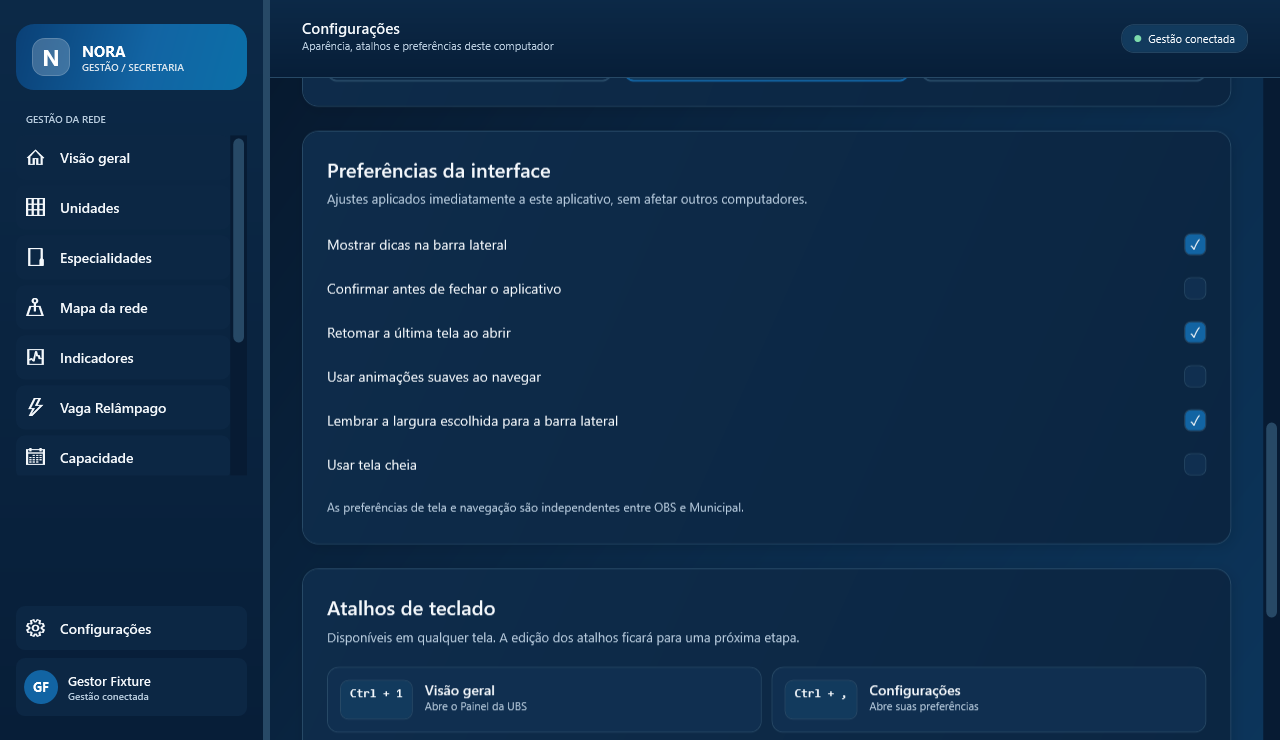 N
NORA
GESTÃO / SECRETARIA
GESTÃO DA REDE
Visão geral
Unidades
Especialidades
Mapa da rede
Indicadores
Vaga Relâmpago
Capacidade
Configurações
GF
Gestor Fixture
Gestão conectada
Configurações
Aparência, atalhos e preferências deste computador
Gestão conectada
Preferências da interface
Ajustes aplicados imediatamente a este aplicativo, sem afetar outros computadores.
Mostrar dicas na barra lateral
Confirmar antes de fechar o aplicativo
Retomar a última tela ao abrir
Usar animações suaves ao navegar
Lembrar a largura escolhida para a barra lateral
Usar tela cheia
As preferências de tela e navegação são independentes entre OBS e Municipal.
Atalhos de teclado
Disponíveis em qualquer tela. A edição dos atalhos ficará para uma próxima etapa.
Ctrl + 1
Visão geral
Abre o Painel da UBS
Ctrl + ,
Configurações
Abre suas preferências